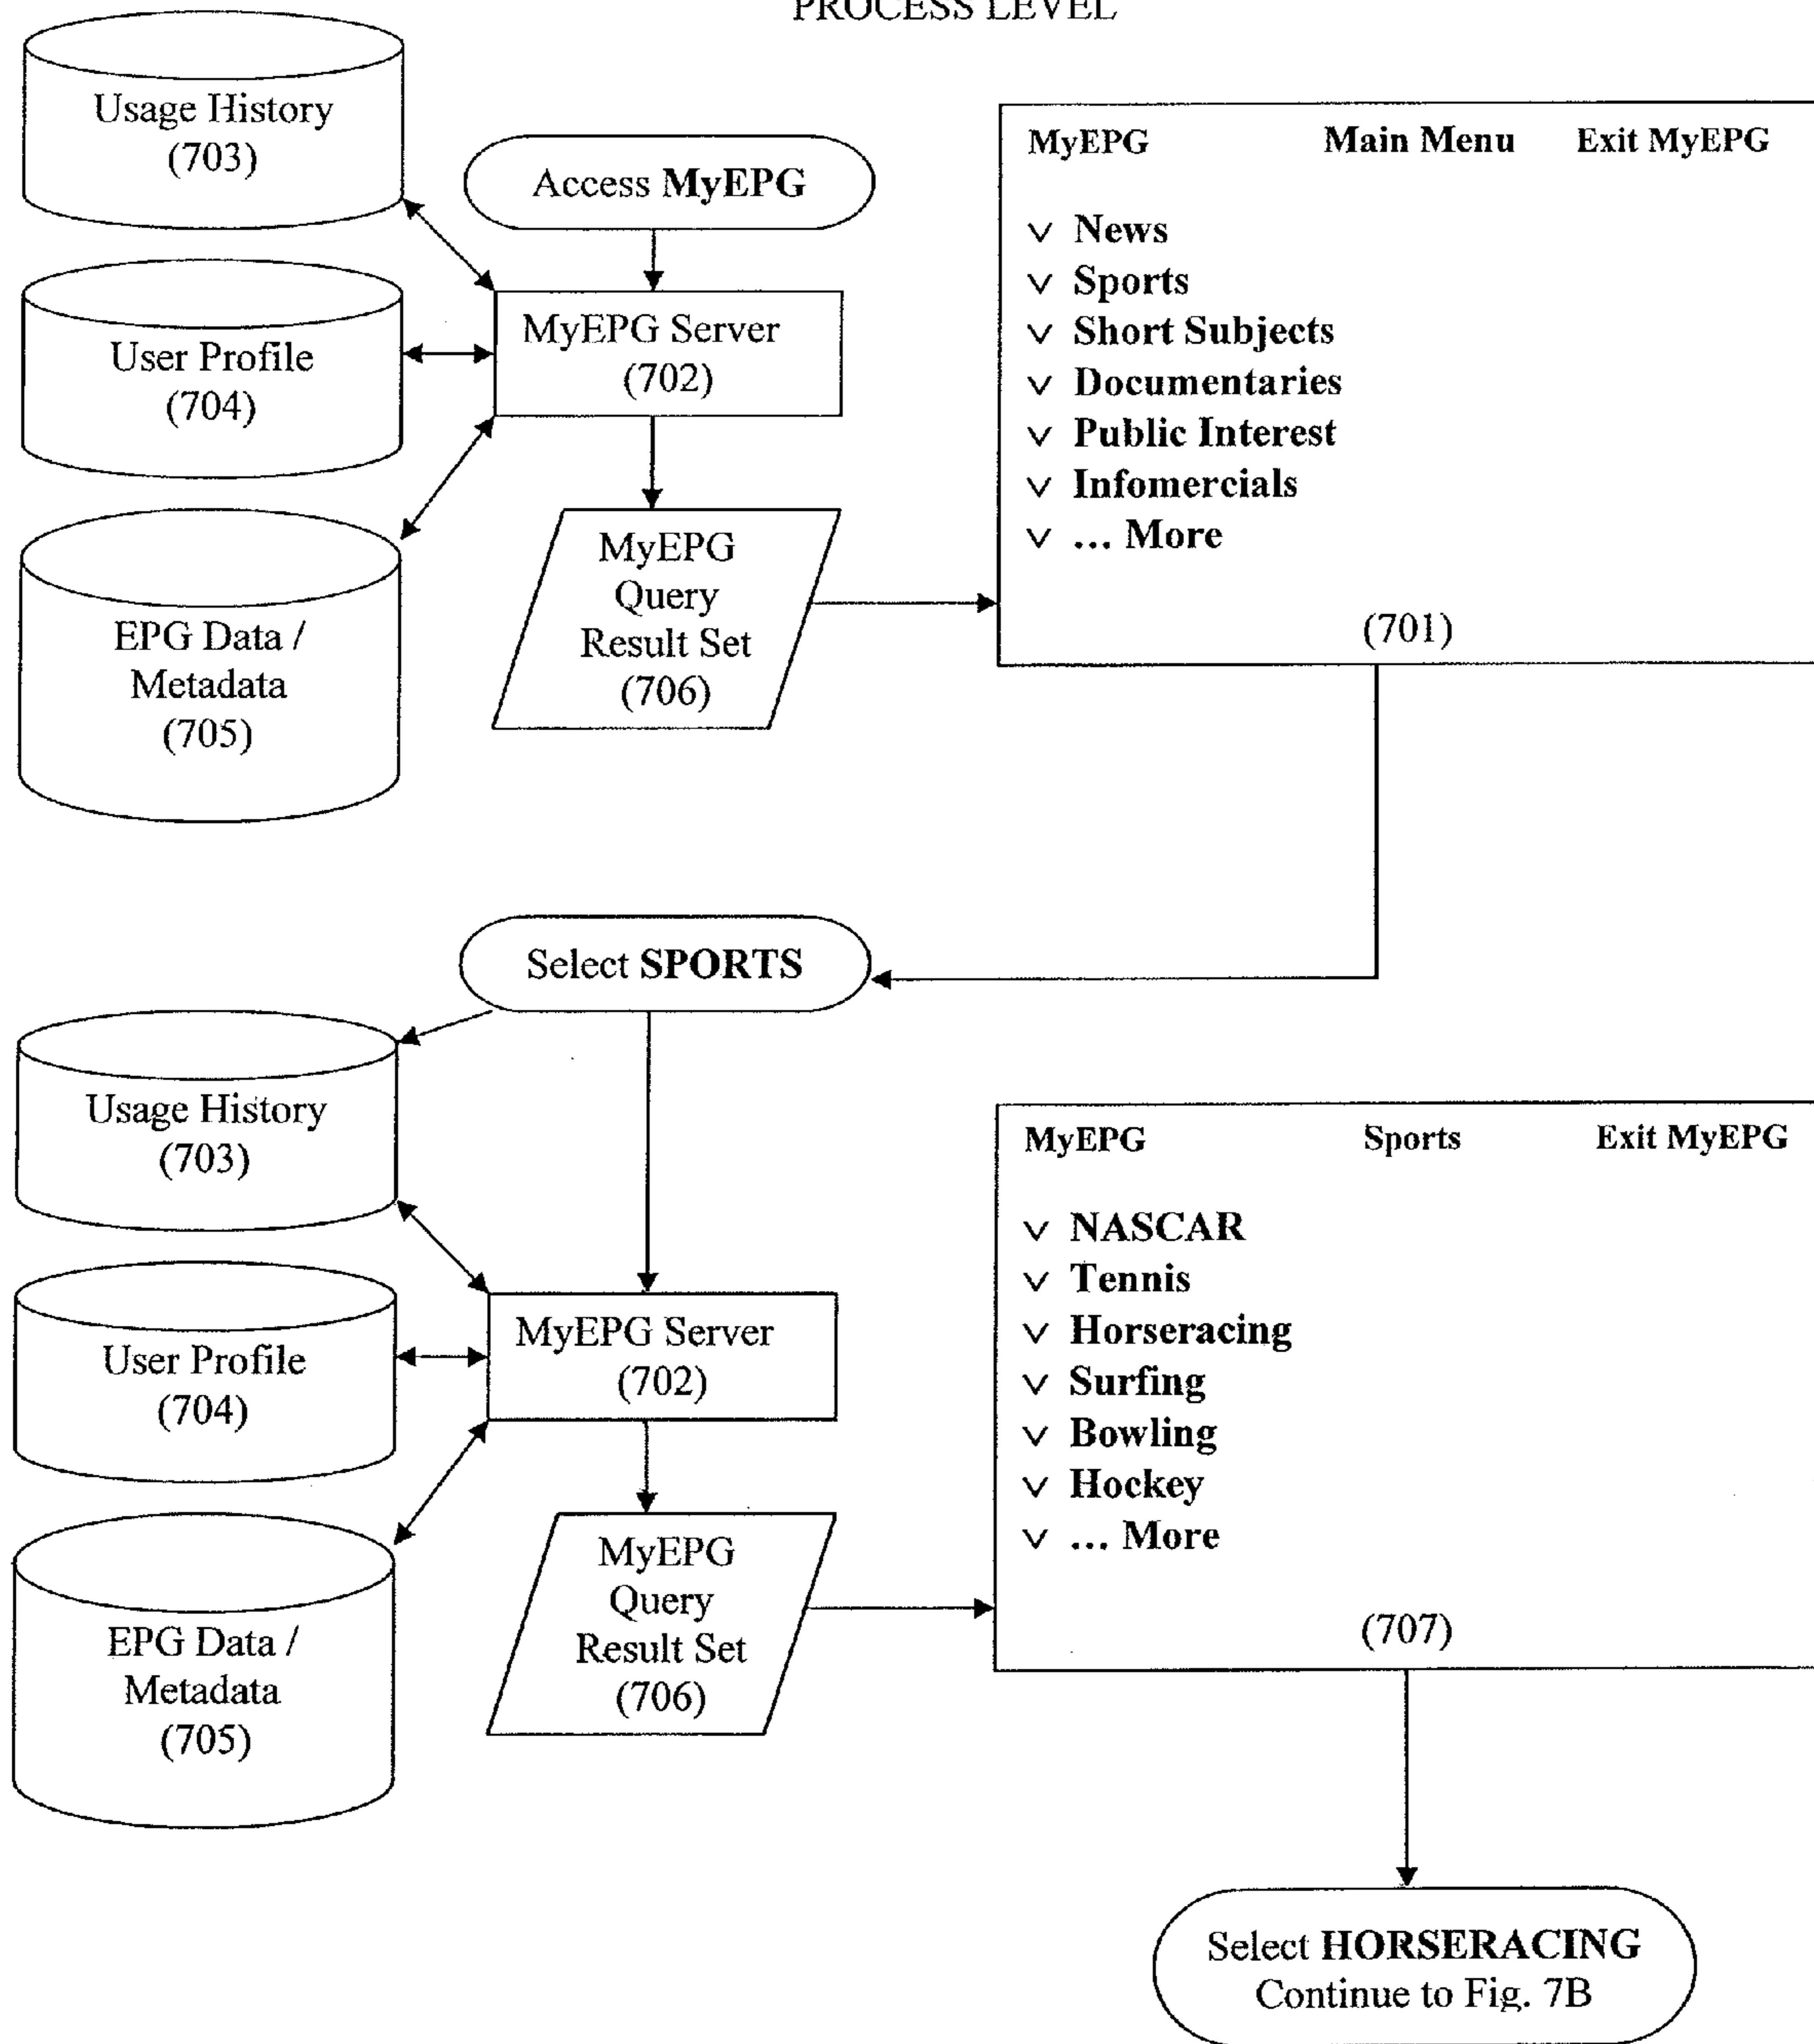 PROCESS LEVEL
Usage History
(703)
Access MyEPG
User Profile
(704)
MyEPG Server
(702)
EPG Data /
Metadata
(705)
MyEPG
Query
Result Set
(706)
MyEPG Main Menu Exit MyEPG
v News
v Sports
v Short Subjects
v Documentaries
v Public Interest
v Infomercials
v ... More
(701)
Select SPORTS
Usage History
(703)
User Profile
(704)
MyEPG Server
(702)
EPG Data /
Metadata
(705)
MyEPG
Query
Result Set
(706)
MyEPG Sports Exit MyEPG
v NASCAR
v Tennis
v Horseracing
v Surfing
v Bowling
v Hockey
v ... More
(707)
Select HORSERACING
Continue to Fig. 7B